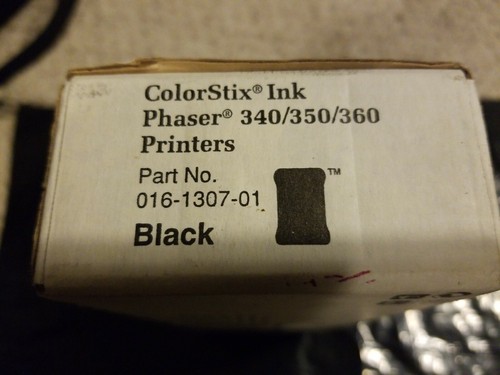 ColorStix® Ink
Phaser® 340/350/360
Printers
Part No.
016-1307-01
Black
™